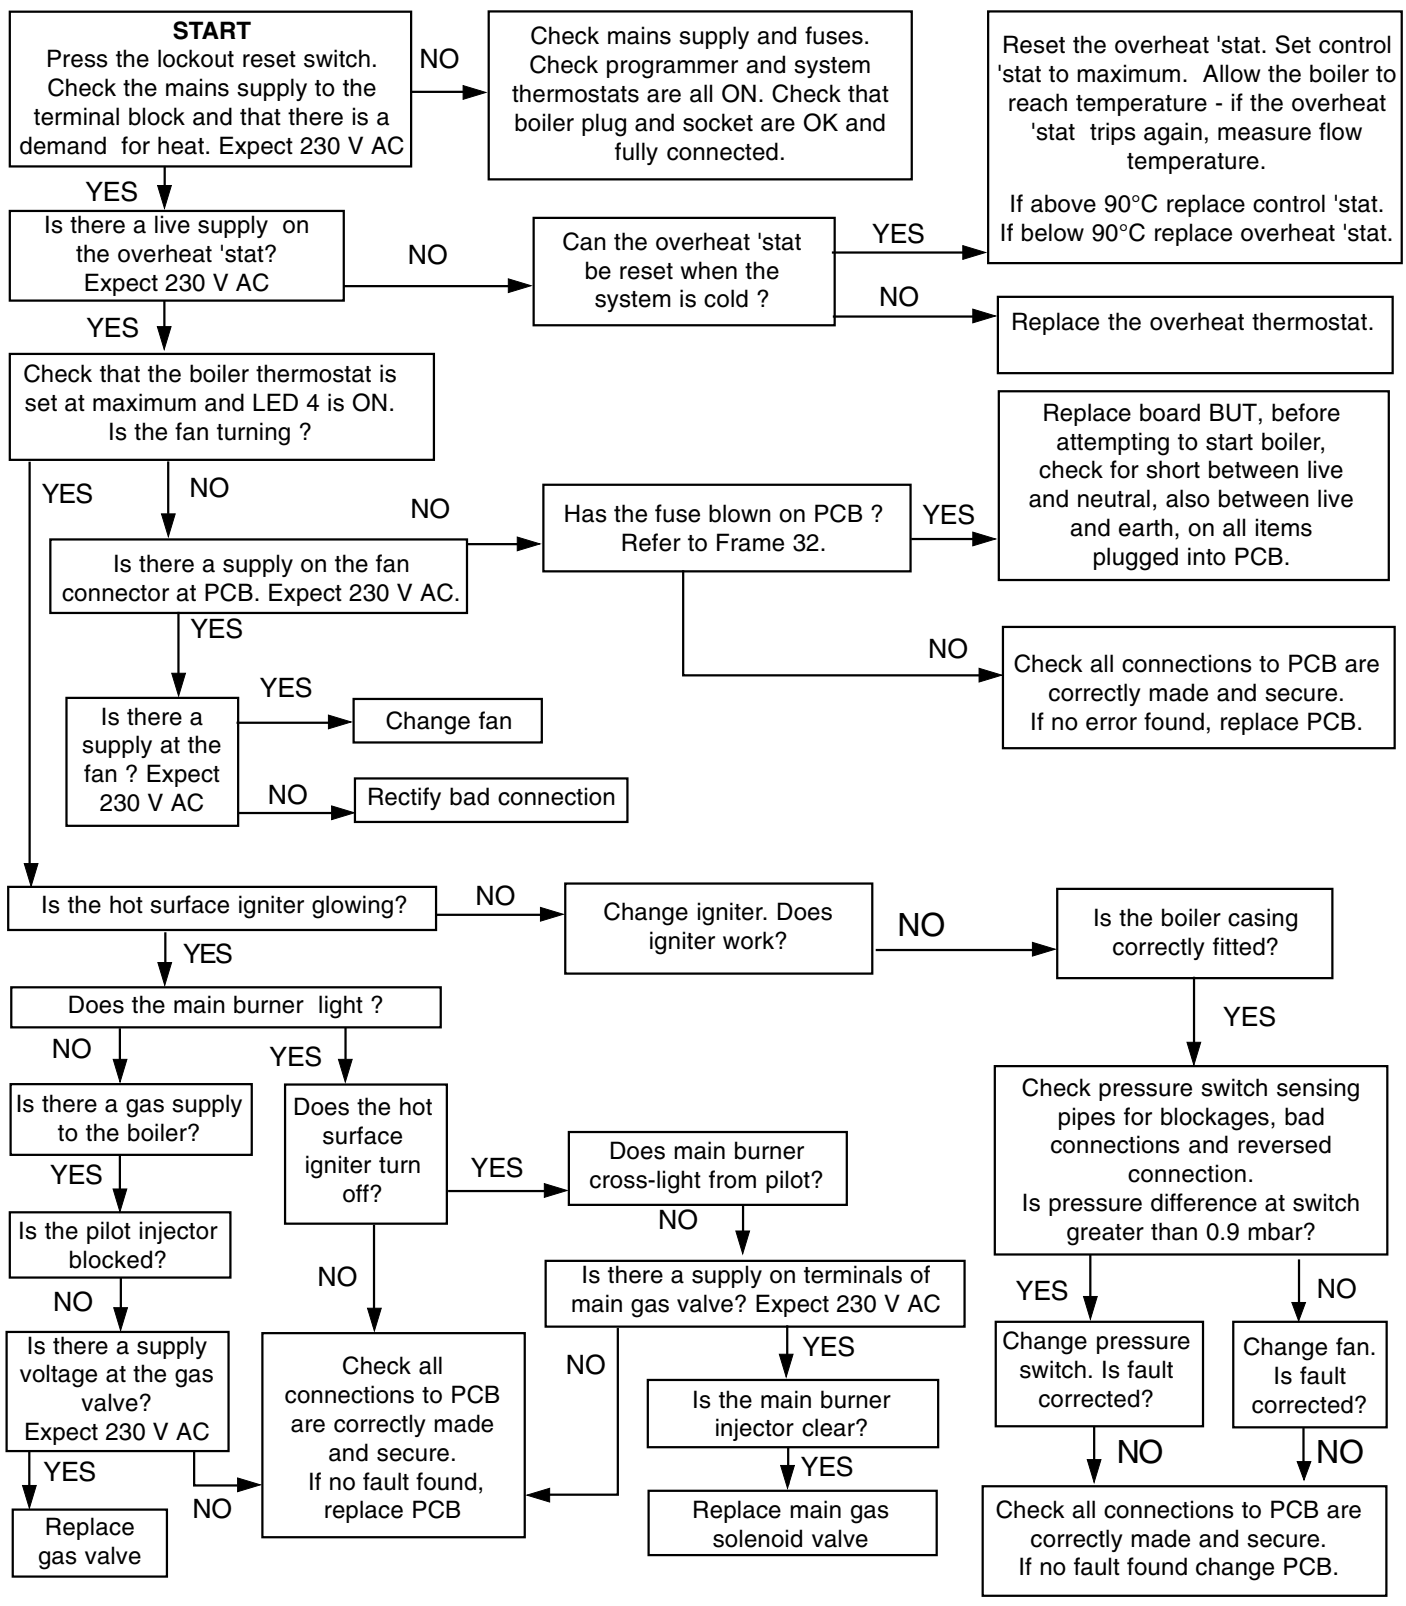 START
Press the lockout reset switch.
Check the mains supply to the
terminal block and that there is a
demand for heat. Expect 230 V AC
NO
Check mains supply and fuses.
Check programmer and system
thermostats are all ON. Check that
boiler plug and socket are OK and
fully connected.
Reset the overheat 'stat. Set control
'stat to maximum. Allow the boiler to
reach temperature - if the overheat
'stat trips again, measure flow
temperature.
If above 90°C replace control 'stat.
If below 90°C replace overheat 'stat.
YES
Is there a live supply on
the overheat 'stat?
Expect 230 V AC
NO
Can the overheat 'stat
be reset when the
system is cold ?
YES
NO
Replace the overheat thermostat.
YES
Check that the boiler thermostat is
set at maximum and LED 4 is ON.
Is the fan turning ?
YES
NO
Is there a supply on the fan
connector at PCB. Expect 230 V AC.
NO
Has the fuse blown on PCB ?
Refer to Frame 32.
YES
Replace board BUT, before
attempting to start boiler,
check for short between live
and neutral, also between live
and earth, on all items
plugged into PCB.
NO
Check all connections to PCB are
correctly made and secure.
If no error found, replace PCB.
YES
Is there a
supply at the
fan ? Expect
230 V AC
YES
Change fan
NO
Rectify bad connection
Is the hot surface igniter glowing?
NO
Change igniter. Does
igniter work?
NO
Is the boiler casing
correctly fitted?
YES
Does the main burner light ?
YES
Check pressure switch sensing
pipes for blockages, bad
connections and reversed
connection.
Is pressure difference at switch
greater than 0.9 mbar?
NO
YES
Is there a gas supply
to the boiler?
Does the hot
surface
igniter turn
off?
YES
Does main burner
cross-light from pilot?
YES
Is the pilot injector
blocked?
NO
NO
Is there a supply on terminals of
main gas valve? Expect 230 V AC
YES
NO
Change pressure
switch. Is fault
corrected?
Change fan.
Is fault
corrected?
NO
Is there a supply
voltage at the gas
valve?
Expect 230 V AC
Check all
connections to PCB
are correctly made
and secure.
If no fault found,
replace PCB
NO
YES
Is the main burner
injector clear?
NO
NO
YES
NO
YES
Replace
gas valve
Replace main gas
solenoid valve
Check all connections to PCB are
correctly made and secure.
If no fault found change PCB.